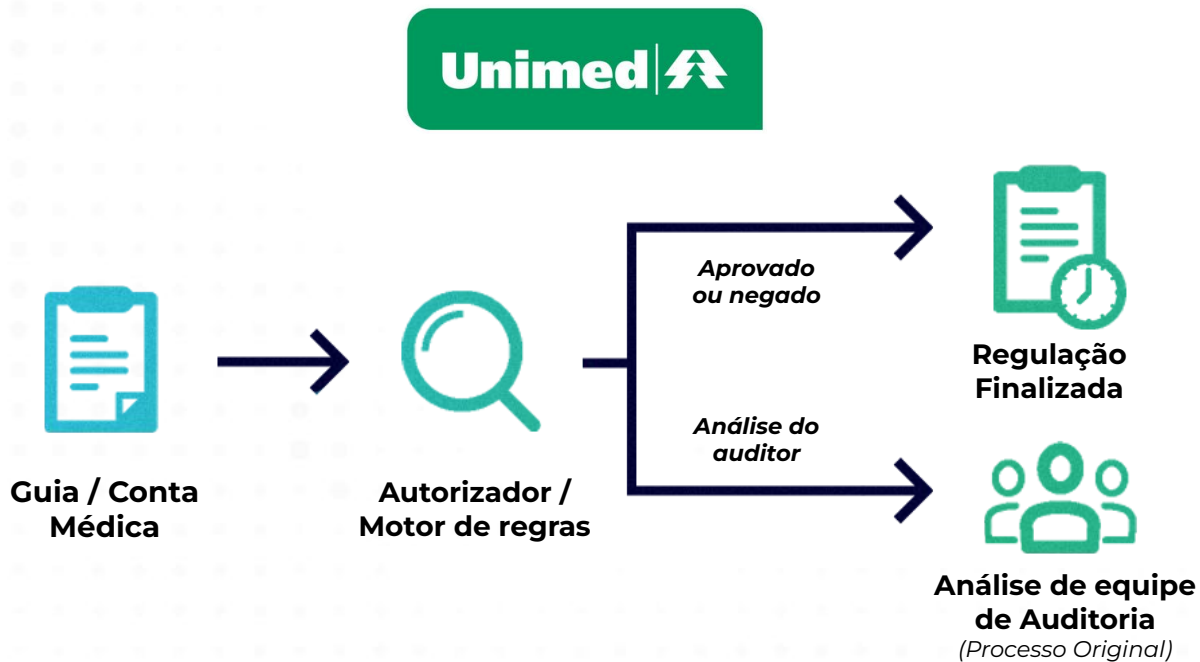 Unimed
Aprovado
ou negado
Regulação
Finalizada
Análise do
auditor
Guia / Conta
Médica
Autorizador /
Motor de regras
Análise de equipe
de Auditoria
(Processo Original)